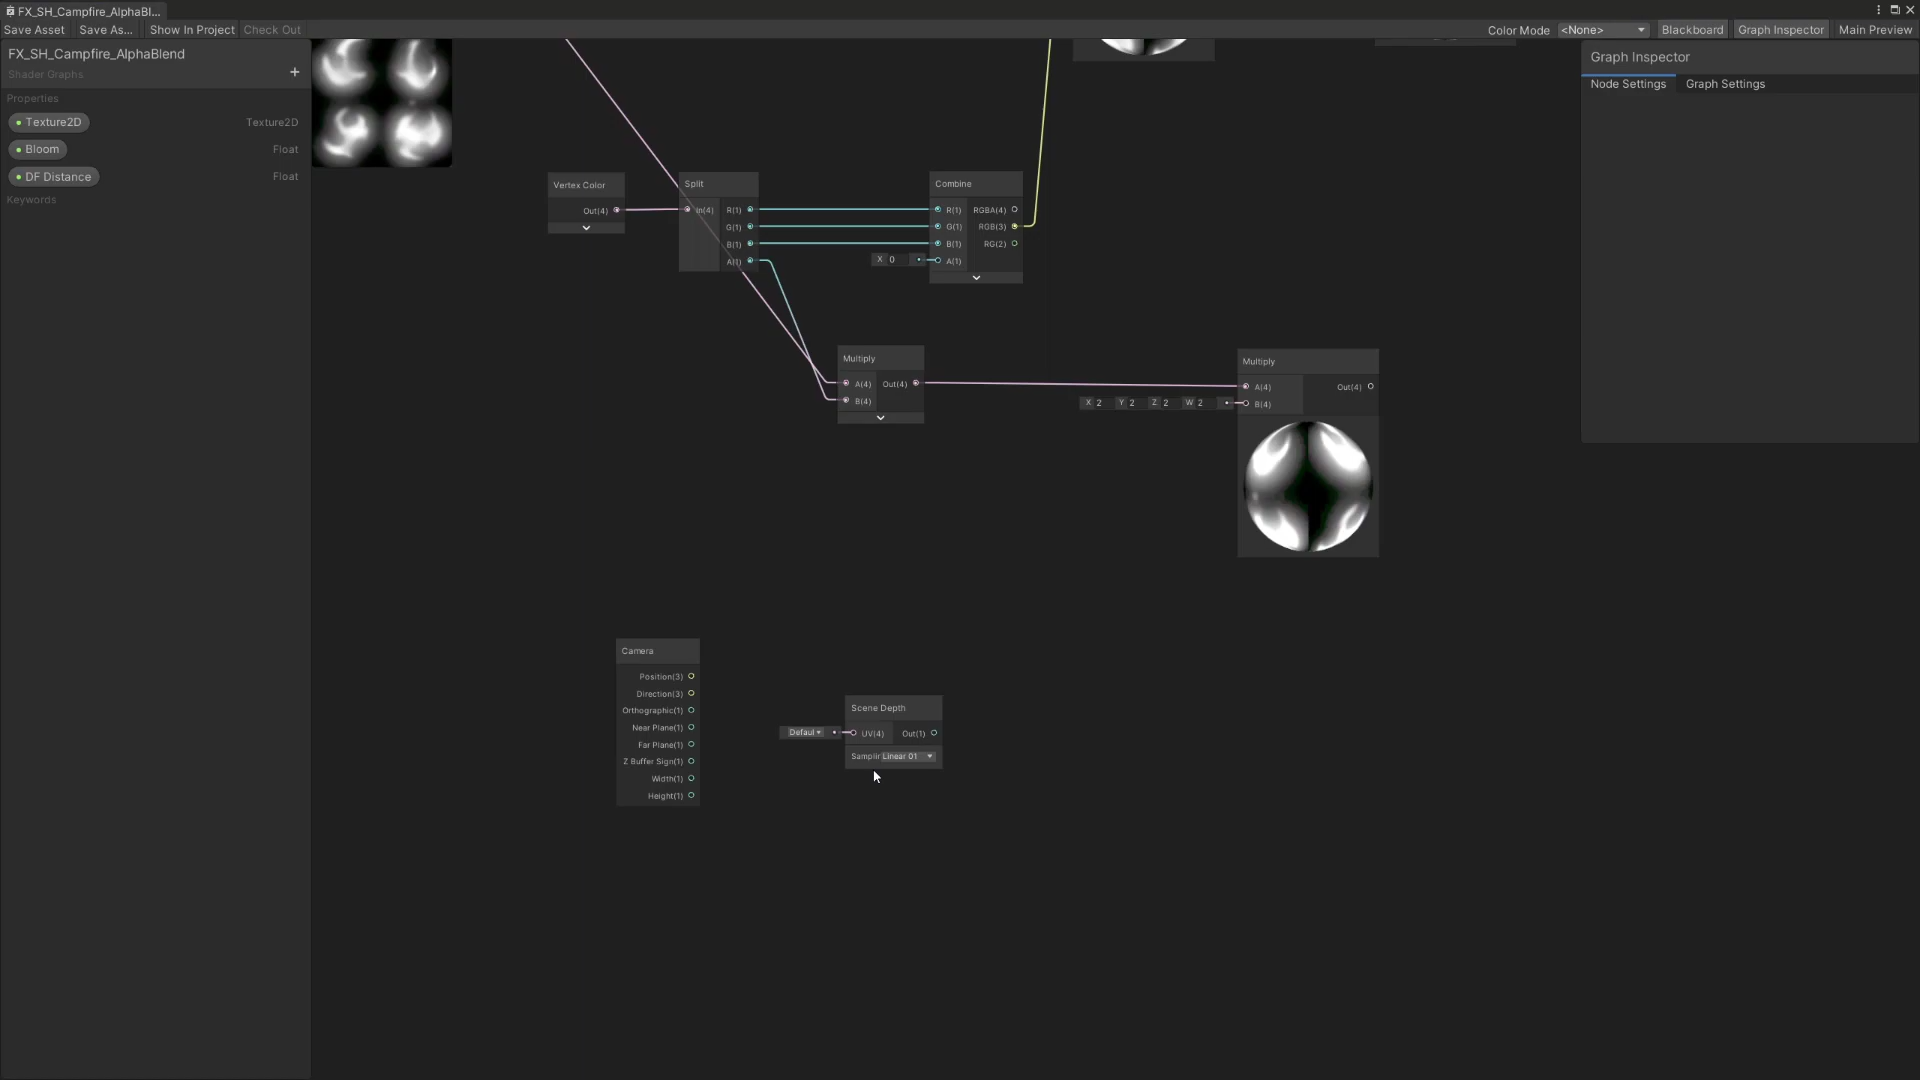 FX_SH_Campfire_AlphaBl...
Save Asset Save As... Show In Project Check Out Color Mode <None> Blackboard Graph Inspector Main Preview
FX_SH_Campfire_AlphaBlend
Shader Graphs +
Properties
Texture2D Texture2D
Bloom Float
DF Distance Float
Keywords
Vertex Color
Out(4)
Split
In(4) R(1)
G(1)
B(1)
A(1)
Combine
R(1) RGBA(4)
G(1) RGB(3)
B(1) RG(2)
X 0 A(1)
Multiply
A(4) Out(4)
B(4)
Multiply
A(4) Out(4)
X 2 Y 2 Z 2 W 2 B(4)
Camera
Position(3)
Direction(3)
Orthographic(1)
Near Plane(1)
Far Plane(1)
Z Buffer Sign(1)
Width(1)
Height(1)
Scene Depth
Defaul UV(4) Out(1)
Samplir Linear 01
Graph Inspector
Node Settings Graph Settings